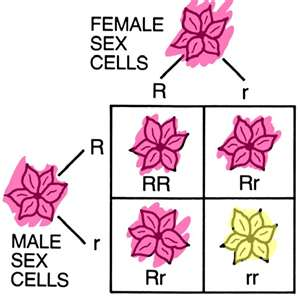 FEMALE
SEX
CELLS
R r
R
RR Rr
MALE
SEX
CELLS
r
Rr rr